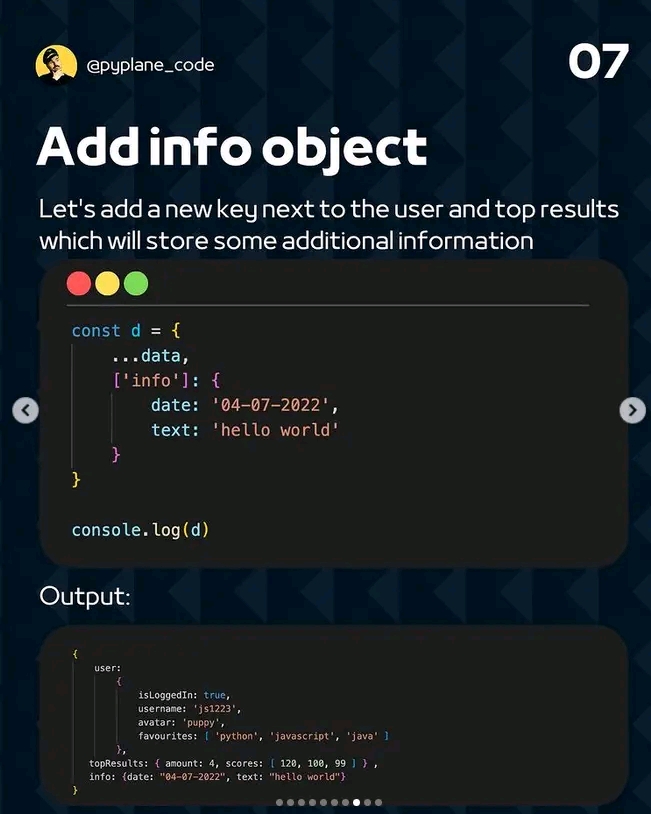 @pyplane_code
07
Add info object
Let's add a new key next to the user and top results
which will store some additional information
const d = {
...data,
['info']: {
date: '04-07-2022',
text: 'hello world'
}
}
console.log(d)
Output:
{
user:
{
isLoggedIn: true,
username: 'js1223',
avatar: 'puppy',
favourites: [ 'python', 'javascript', 'java' ]
},
topResults: { amount: 4, scores: [ 120, 100, 99 ] } ,
info: {date: "04-07-2022", text: "hello world"}
}